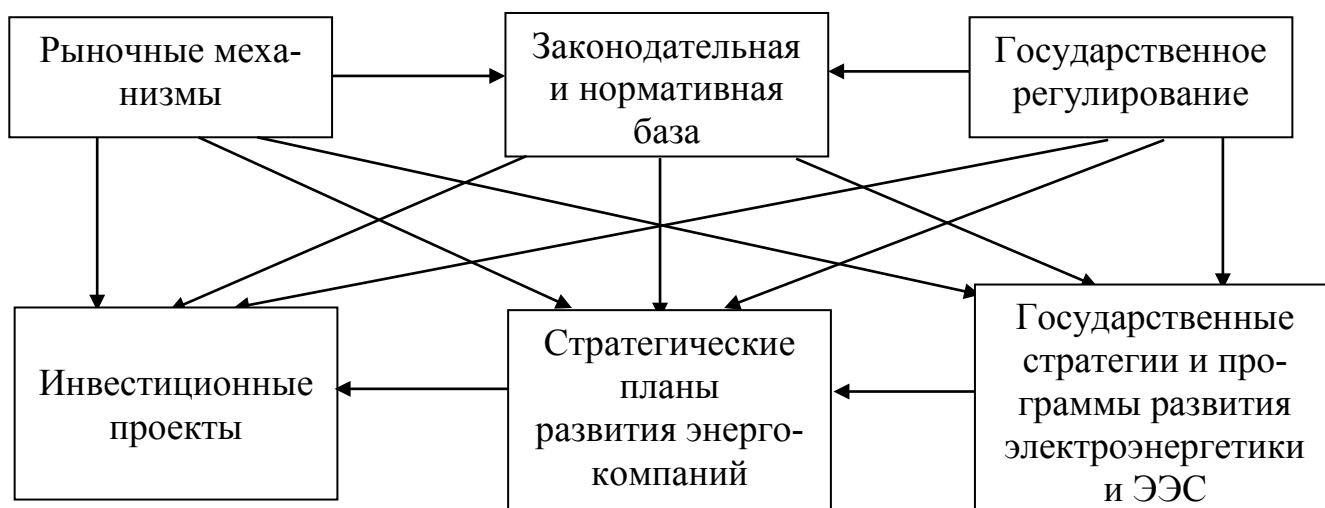 Рыночные меха-
низмы
Законодательная
и нормативная
база
Государственное
регулирование
Инвестиционные
проекты
Стратегические
планы
развития энерго-
компаний
Государственные
стратегии и про-
граммы развития
электроэнергетики
и ЭЭС